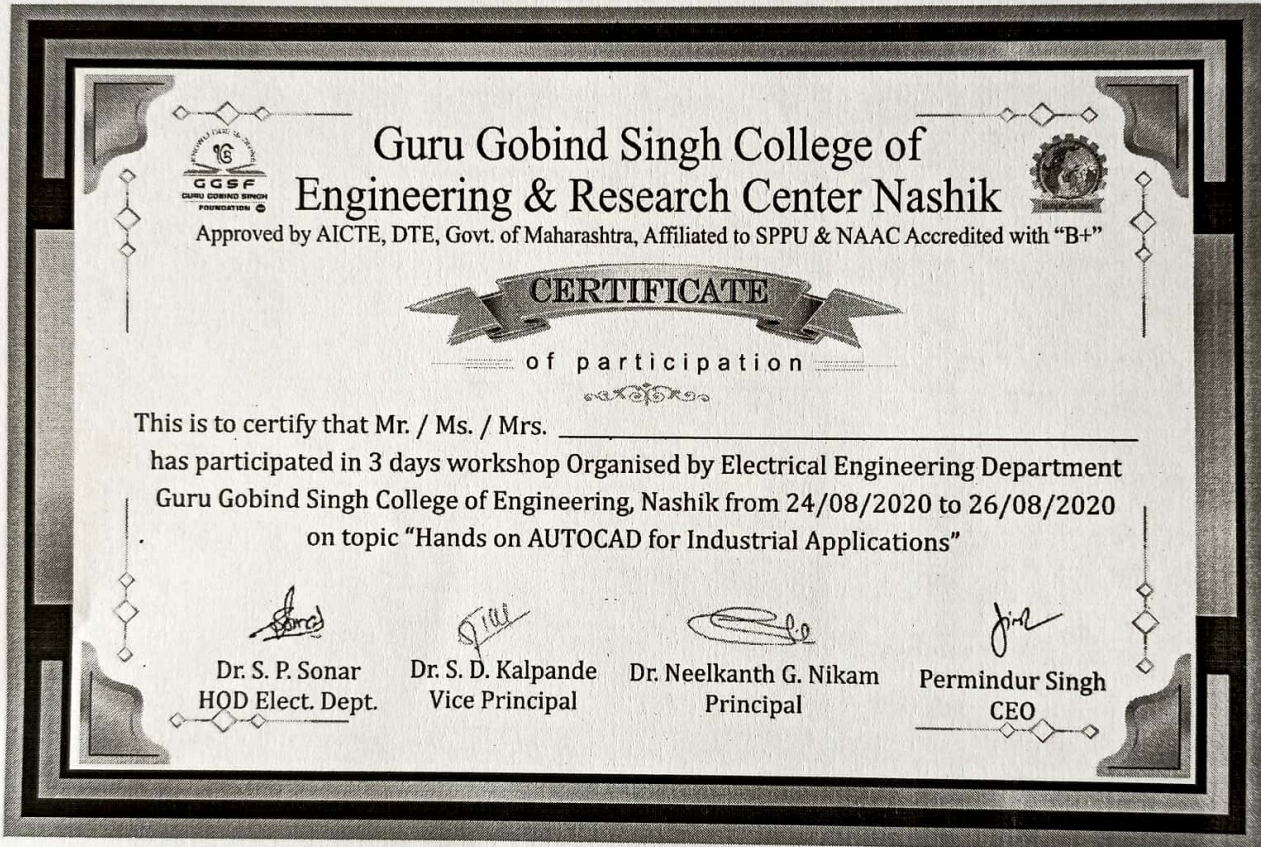 GGSF
GURU GOBIND SINGH
FOUNDATION
Guru Gobind Singh College of
Engineering & Research Center Nashik
Approved by AICTE, DTE, Govt. of Maharashtra, Affiliated to SPPU & NAAC Accredited with “B+”
CERTIFICATE
of participation
This is to certify that Mr. / Ms. / Mrs.
has participated in 3 days workshop Organised by Electrical Engineering Department
Guru Gobind Singh College of Engineering, Nashik from 24/08/2020 to 26/08/2020
on topic “Hands on AUTOCAD for Industrial Applications”
Dr. S. P. Sonar
HOD Elect. Dept.
Dr. S. D. Kalpande
Vice Principal
Dr. Neelkanth G. Nikam
Principal
Permindur Singh
CEO